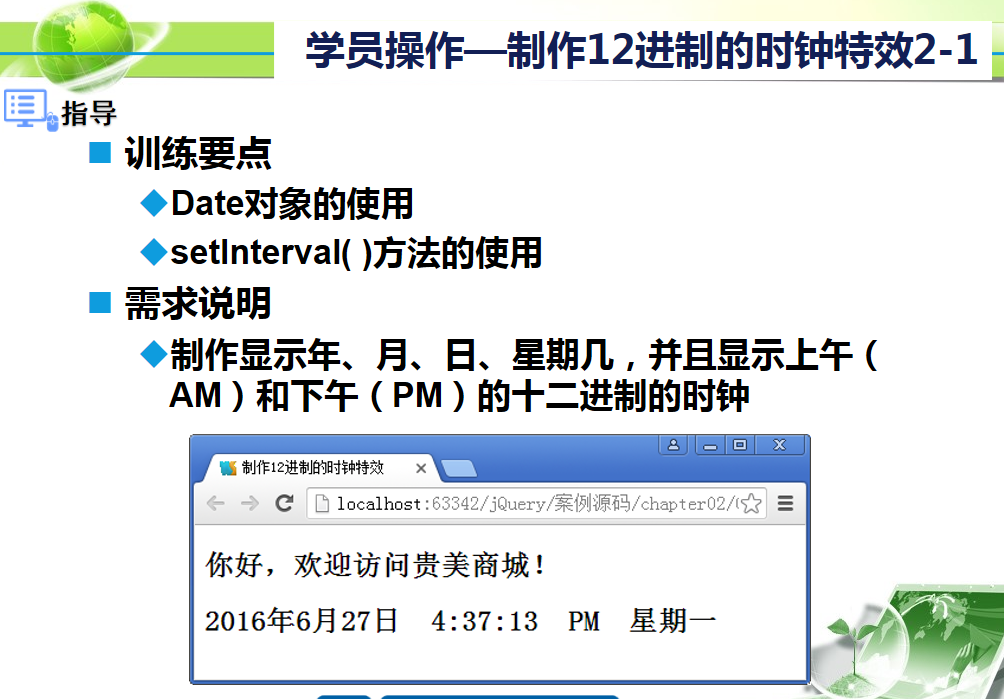 学员操作—制作12进制的时钟特效2-1
指导
训练要点
Date对象的使用
setInterval( )方法的使用
需求说明
制作显示年、月、日、星期几，并且显示上午（
AM）和下午（PM）的十二进制的时钟
制作12进制的时钟特效
localhost:63342/jQuery/案例源码/chapter02/
你好，欢迎访问贵美商城！
2016年6月27日 4:37:13 PM 星期一